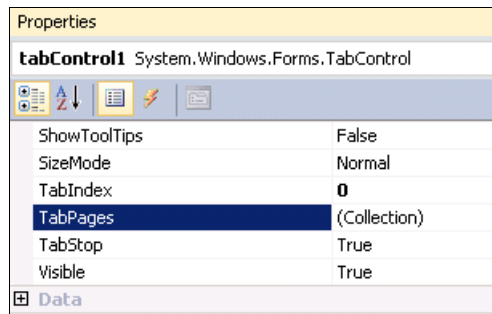 Properties
tabControl1 System.Windows.Forms.TabControl
ShowToolTips False
SizeMode Normal
TabIndex 0
TabPages (Collection)
TabStop True
Visible True
Data